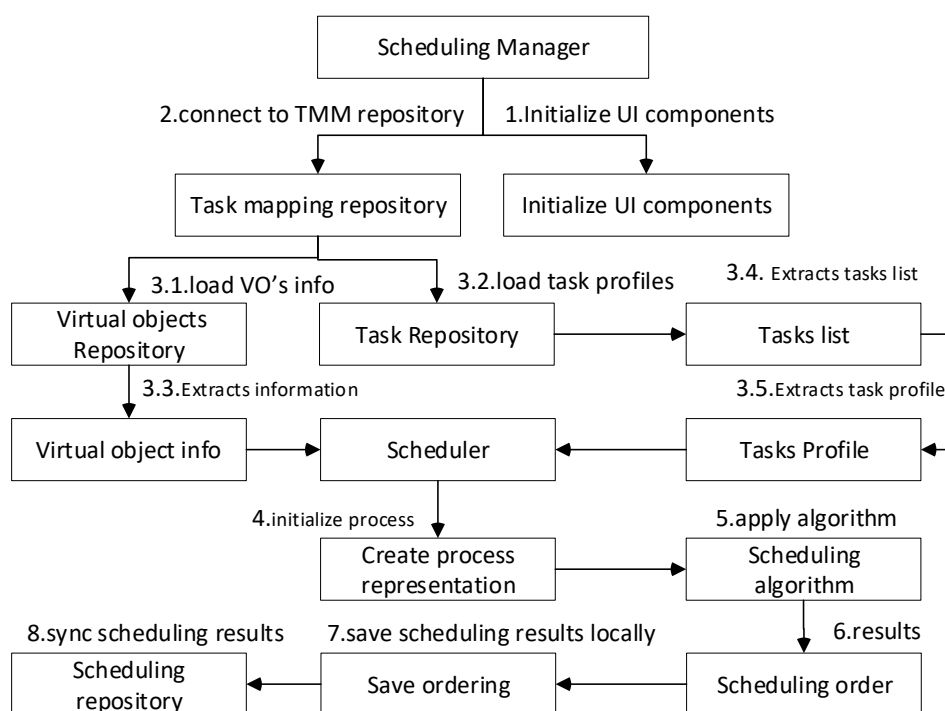 Scheduling Manager
2.connect to TMM repository
1.Initialize UI components
Task mapping repository
Initialize UI components
3.1.load VO’s info
3.2.load task profiles
3.4. Extracts tasks list
Virtual objects
Repository
Task Repository
Tasks list
3.3.Extracts information
3.5.Extracts task profile
Virtual object info
Scheduler
Tasks Profile
4.initialize process
5.apply algorithm
Create process
representation
Scheduling
algorithm
8.sync scheduling results
7.save scheduling results locally
6.results
Scheduling
repository
Save ordering
Scheduling order